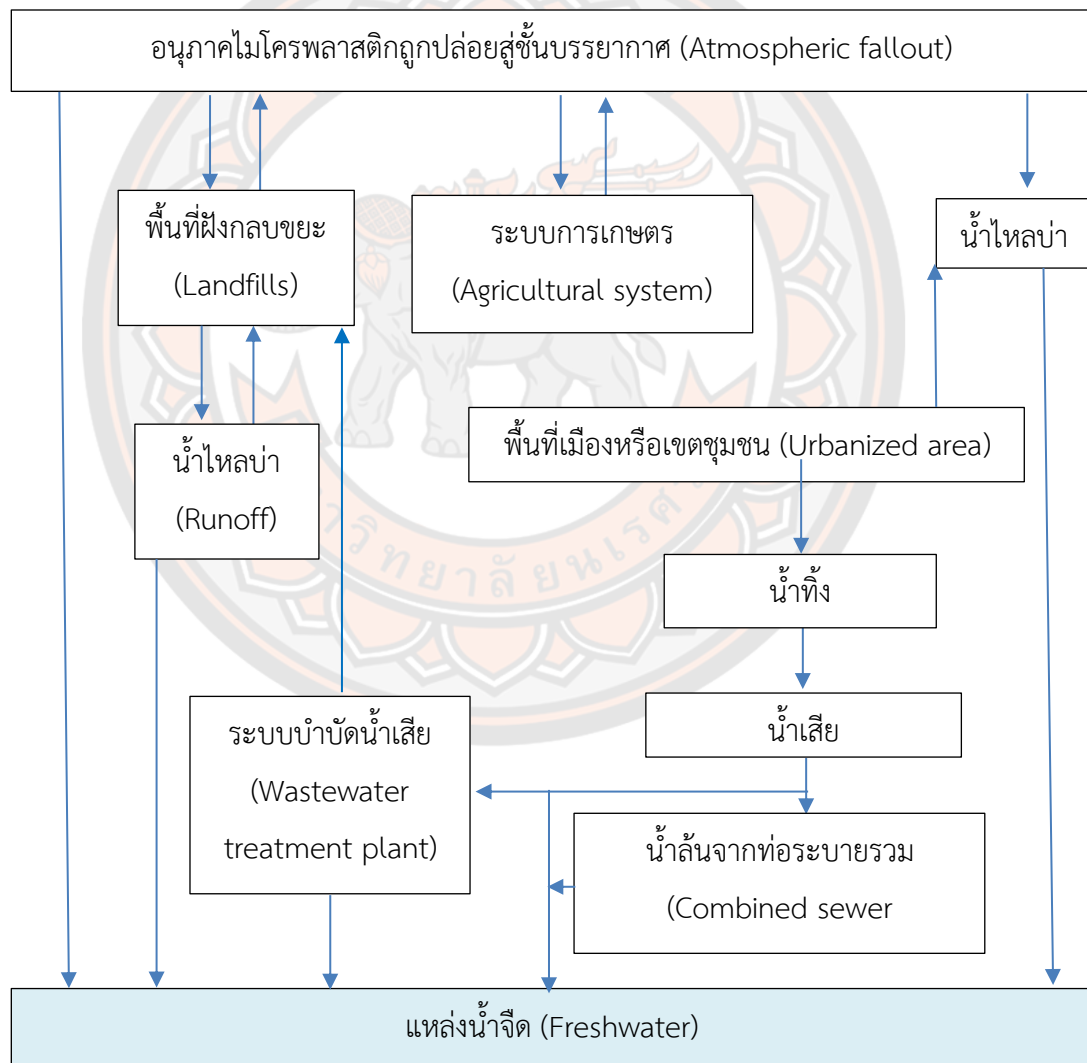 อนุภาคไมโครพลาสติกถูกปล่อยสู่ชั้นบรรยากาศ (Atmospheric fallout)
พื้นที่ฝังกลบขยะ
(Landfills)
ระบบการเกษตร
(Agricultural system)
น้ำไหลบ่า
น้ำไหลบ่า
(Runoff)
พื้นที่เมืองหรือเขตชุมชน (Urbanized area)
น้ำทิ้ง
น้ำเสีย
ระบบบำบัดน้ำเสีย
(Wastewater
treatment plant)
น้ำล้นจากท่อระบายรวม
(Combined sewer
แหล่งน้ำจืด (Freshwater)